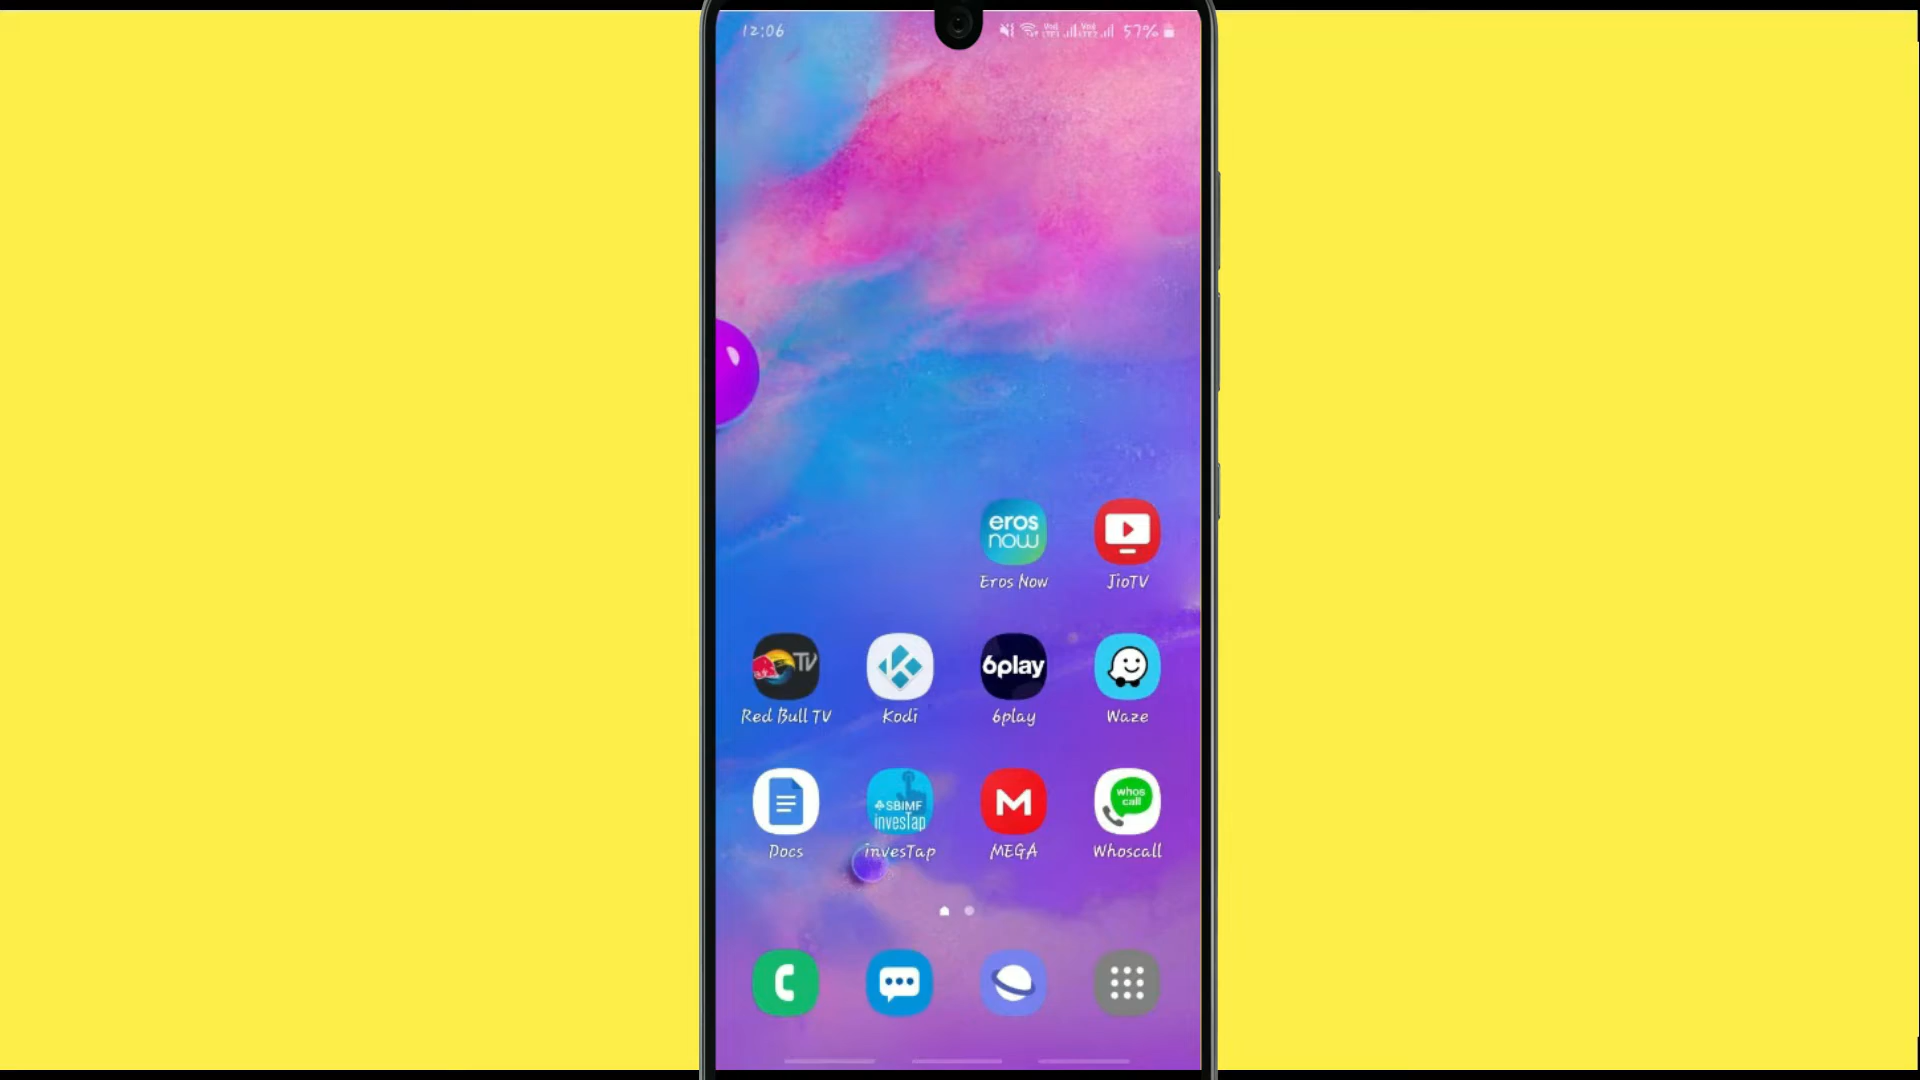 12:06
57%
eros now
Eros Now
JioTV
TV
6play
Red Bull TV
Kodi
6play
Waze
SBIMF
invesTap
M
whos call
Docs
invesTap
MEGA
Whoscall